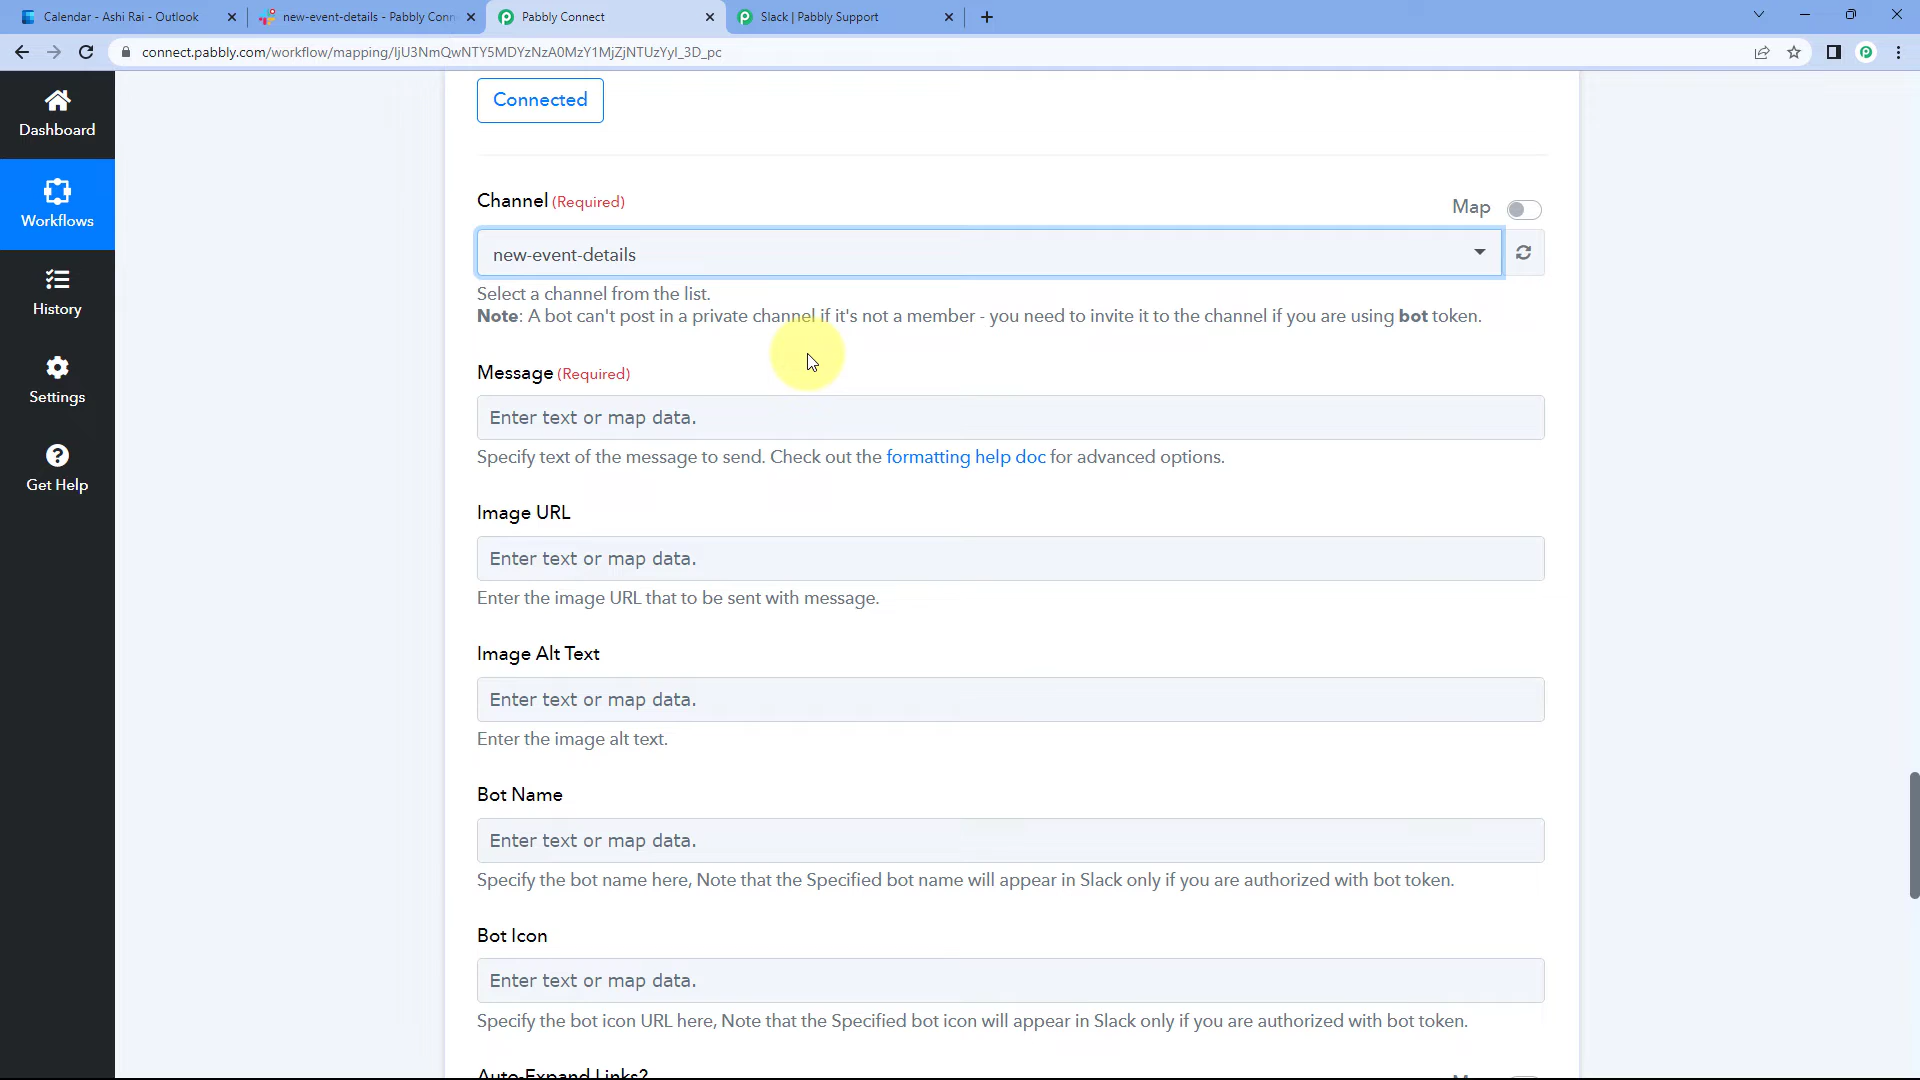 Calendar - Ashi Rai - Outlook
new-event-details - Pabbly Conn
Pabbly Connect
Slack | Pabbly Support
connect.pabbly.com/workflow/mapping/IjU3NmQwNTY5MDYzNzA0MzY1MjZjNTUzYyI_3D_pc
Dashboard
Workflows
History
Settings
Get Help
Connected
Channel (Required)
Map
new-event-details
Select a channel from the list.
Note: A bot can't post in a private channel if it's not a member - you need to invite it to the channel if you are using bot token.
Message (Required)
Enter text or map data.
Specify text of the message to send. Check out the formatting help doc for advanced options.
Image URL
Enter text or map data.
Enter the image URL that to be sent with message.
Image Alt Text
Enter text or map data.
Enter the image alt text.
Bot Name
Enter text or map data.
Specify the bot name here, Note that the Specified bot name will appear in Slack only if you are authorized with bot token.
Bot Icon
Enter text or map data.
Specify the bot icon URL here, Note that the Specified bot icon will appear in Slack only if you are authorized with bot token.
Auto-Expand Links?